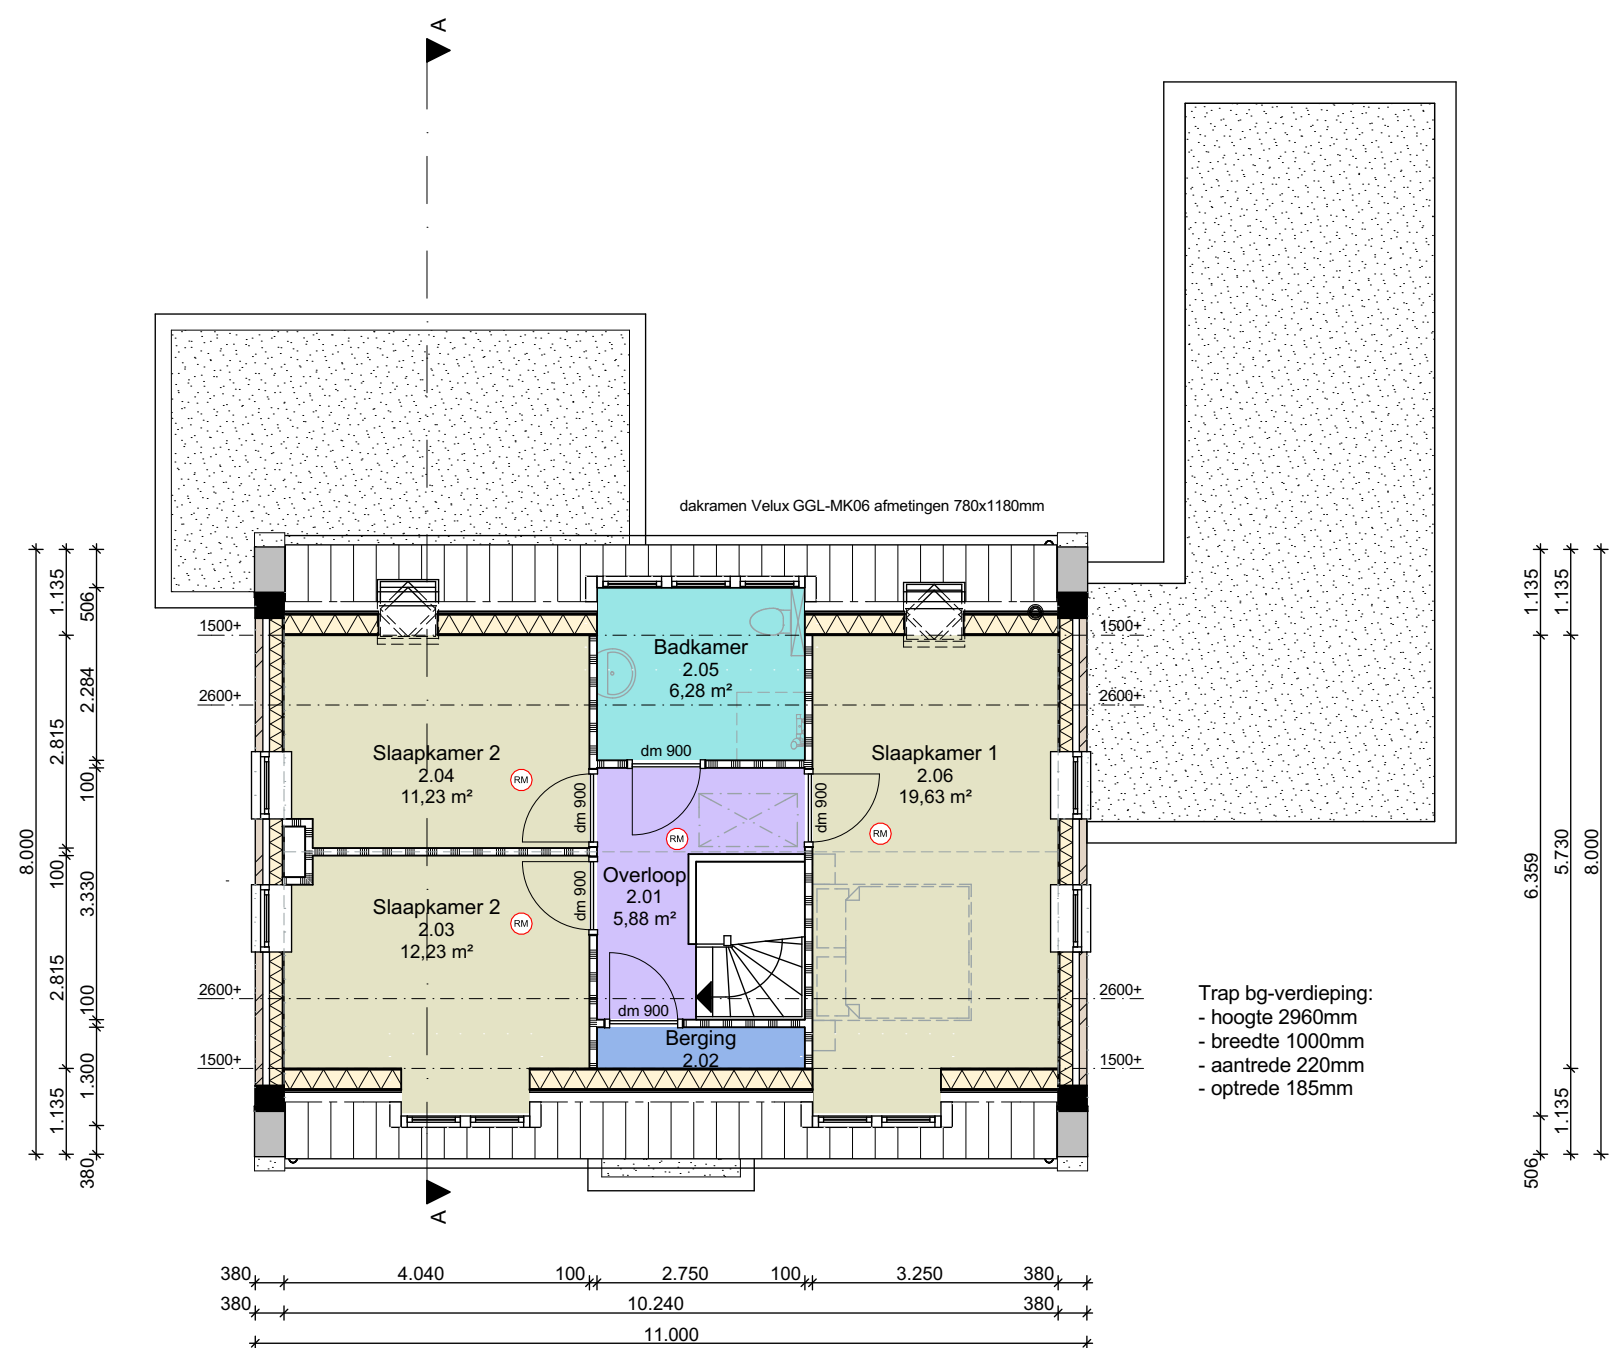 A
dakramen Velux GGL-MK06 afmetingen 780x1180mm
8.000
1.135
2.815
100
2.815
1.135
506
2.284
100
3.330
100
1.300
380
1500+
2600+
2600+
1500+
1500+
2600+
2600+
1500+
Badkamer
2.05
6,28 m²
Slaapkamer 2
2.04
11,23 m²
RM
dm 900
dm 900
Slaapkamer 1
2.06
19,63 m²
RM
dm 900
RM
Overloop
2.01
5,88 m²
Slaapkamer 2
2.03
12,23 m²
RM
dm 900
dm 900
Berging
2.02
1.135
6.359
506
1.135
5.730
1.135
8.000
Trap bg-verdieping:
- hoogte 2960mm
- breedte 1000mm
- aantrede 220mm
- optrede 185mm
A
380 4.040 100 2.750 100 3.250 380
380 10.240 380
11.000